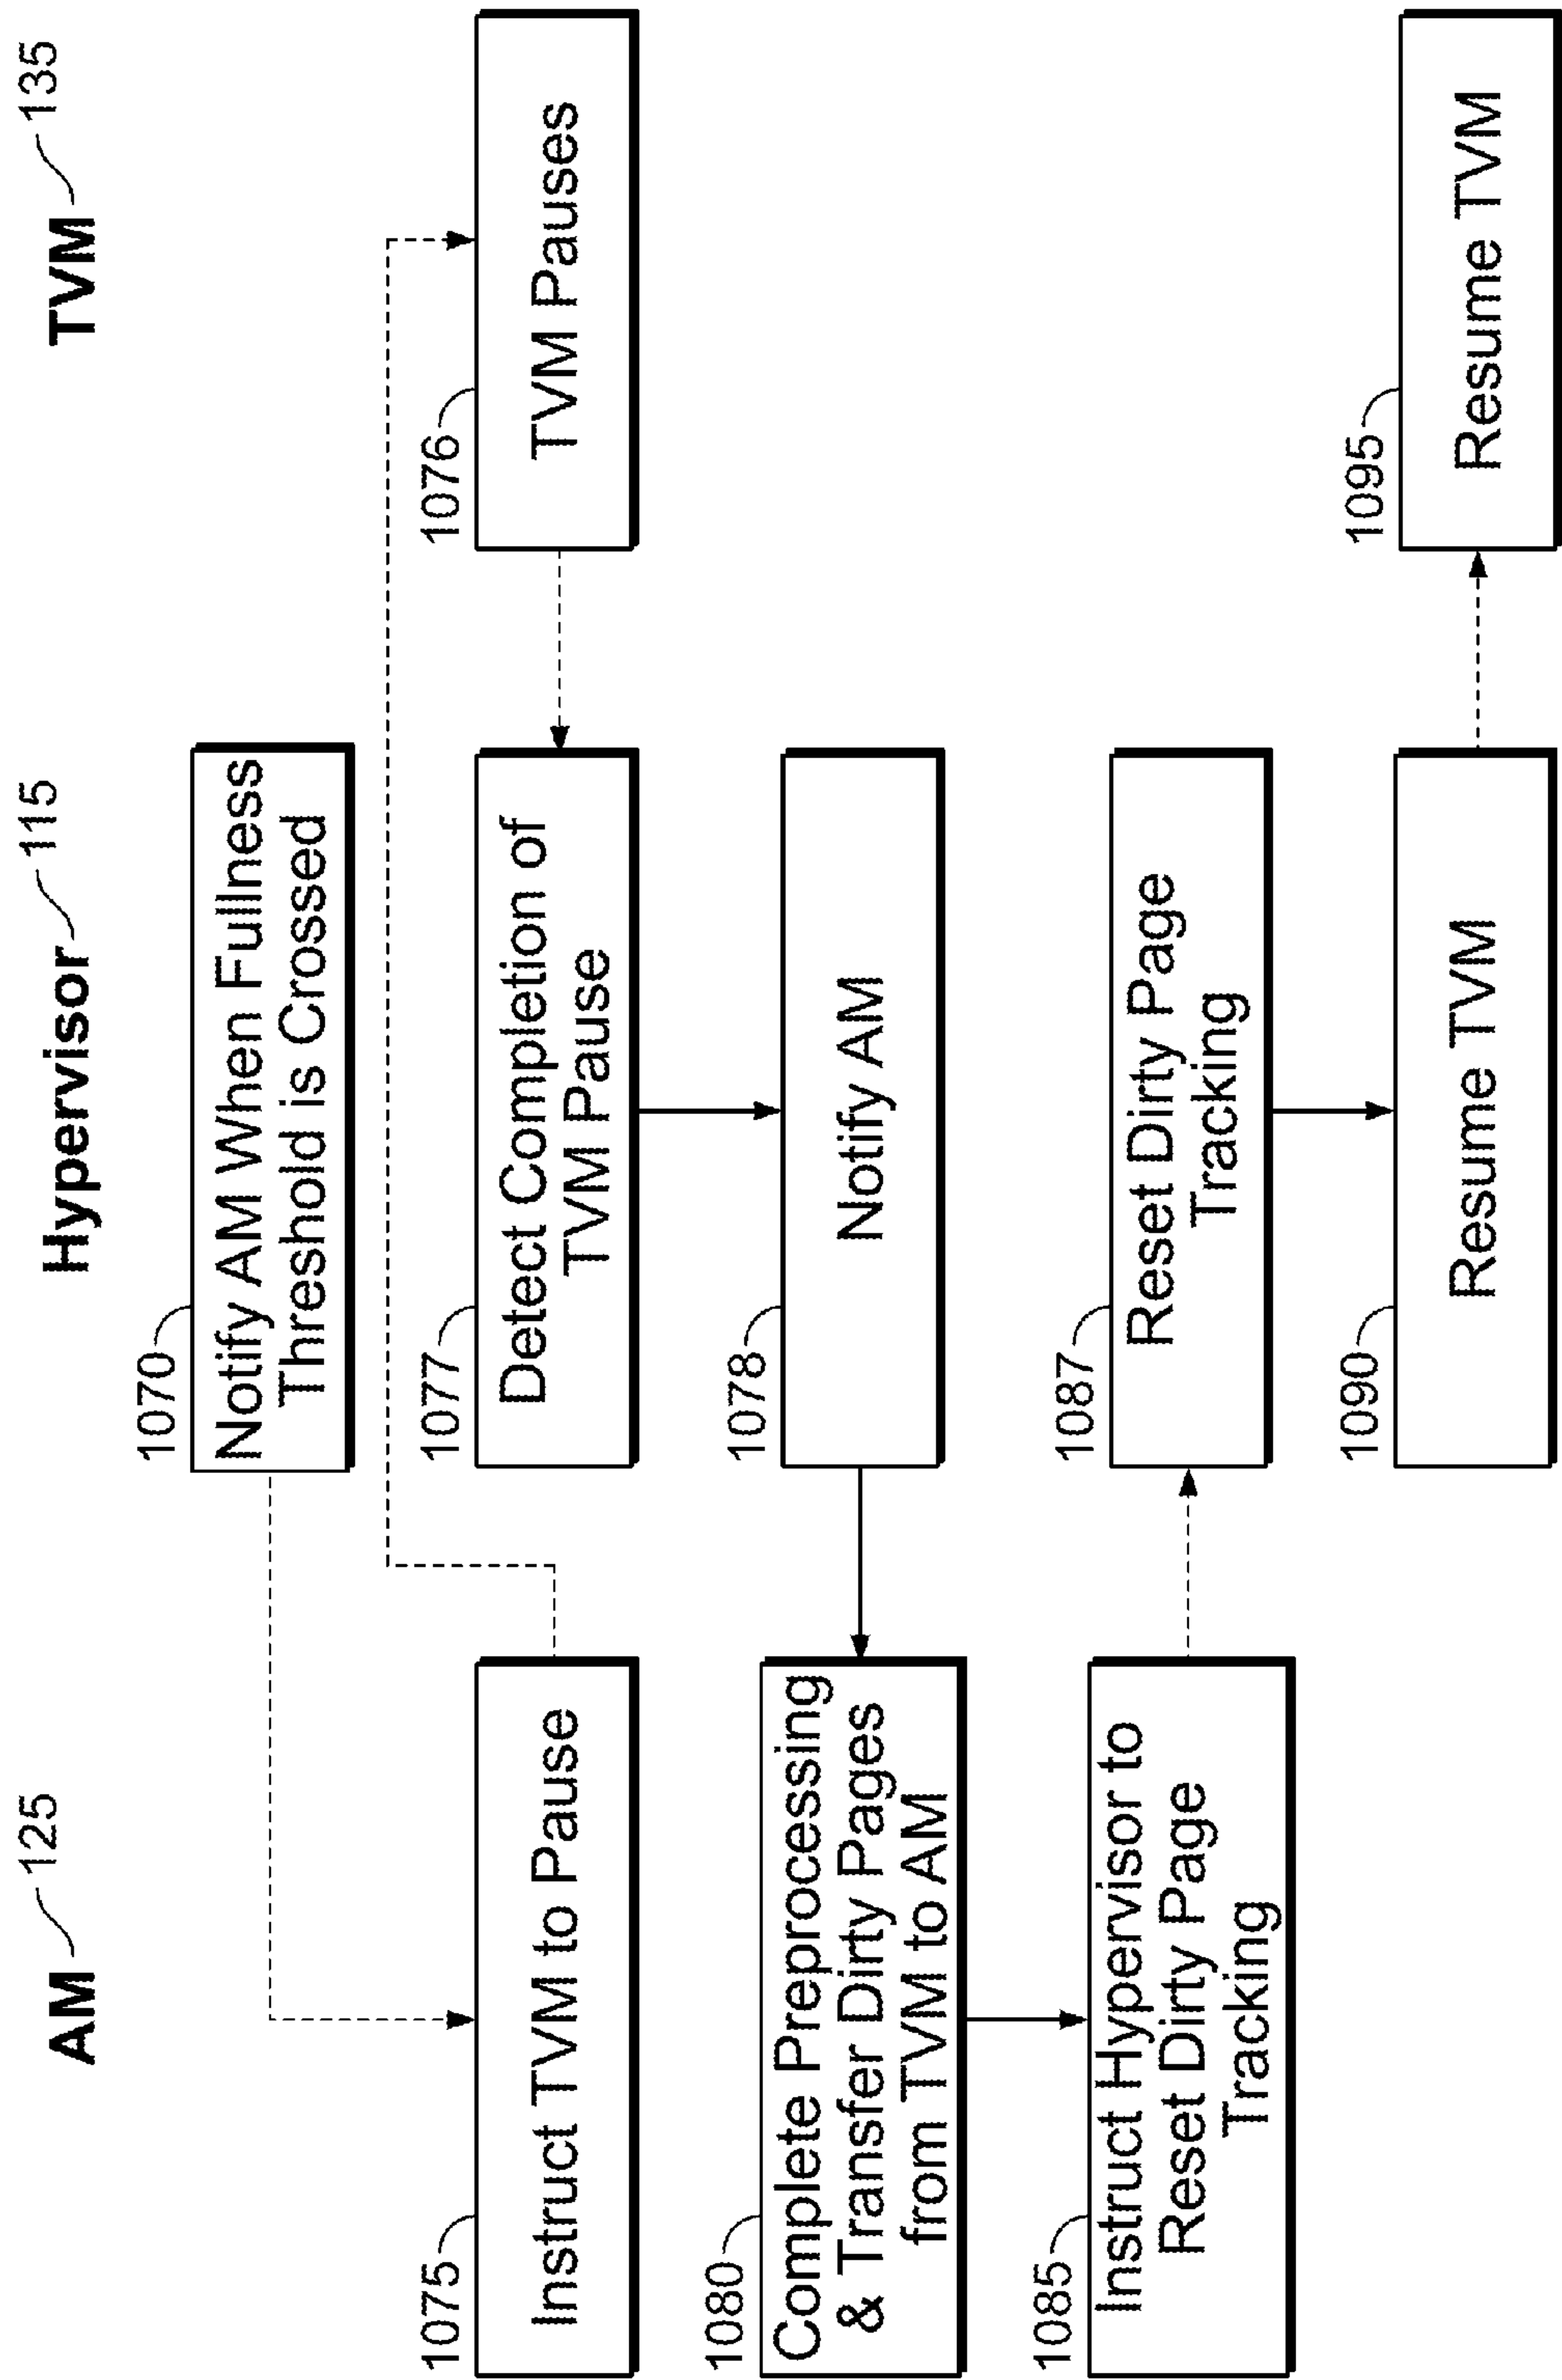 AM 125
Hypervisor 115
TVM 135
1070
Notify AM When Fullness
Threshold is Crossed
1075
Instruct TVM to Pause
1076
TVM Pauses
1077
Detect Completion of
TVM Pause
1078
Notify AM
1080
Complete Preprocessing
& Transfer Dirty Pages
from TVM to AM
1085
Instruct Hypervisor to
Reset Dirty Page
Tracking
1087
Reset Dirty Page
Tracking
1090
Resume TVM
1095
Resume TVM